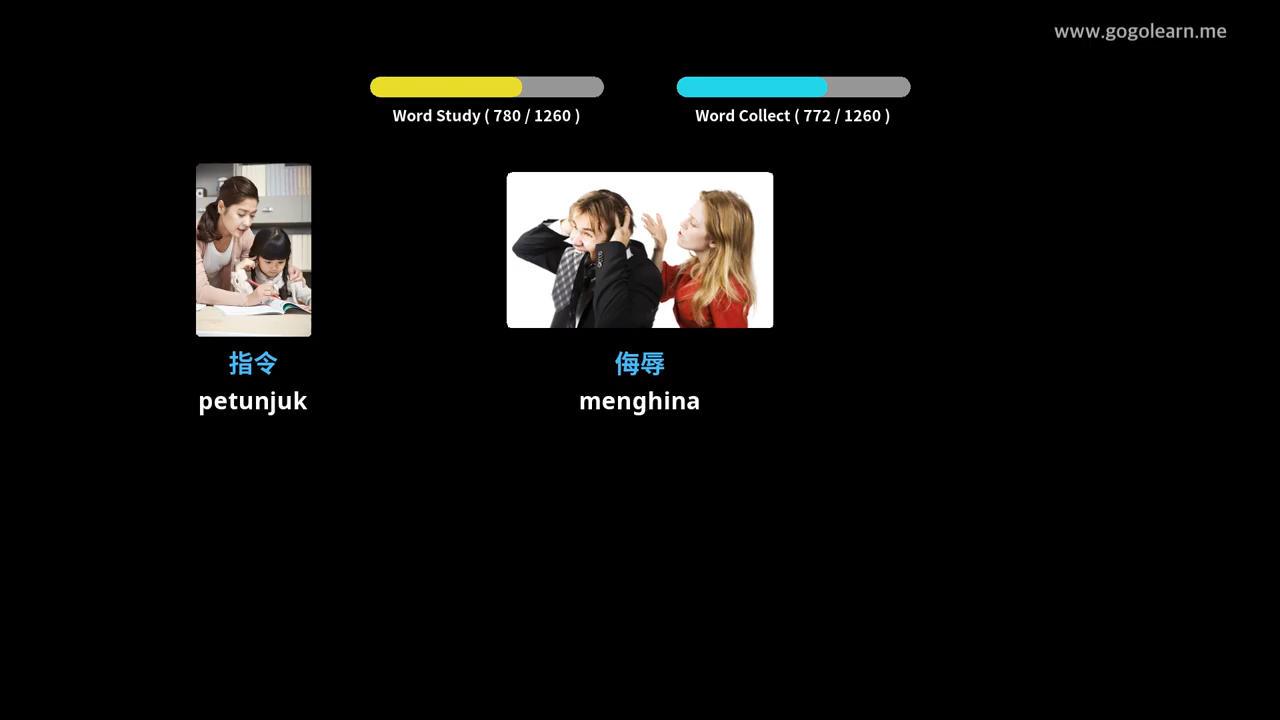 www.gogolearn.me
Word Study ( 780 / 1260 )
Word Collect ( 772 / 1260 )
指令
petunjuk
侮辱
menghina